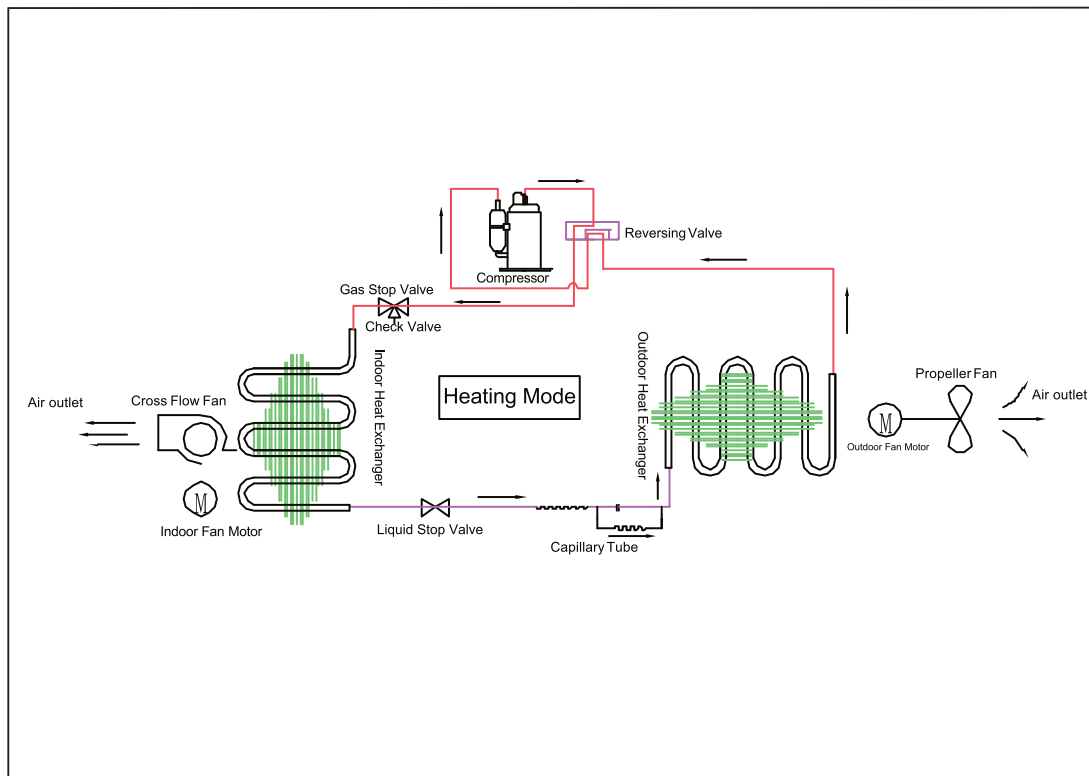 Reversing Valve
Compressor
Gas Stop Valve
Check Valve
Indoor Heat Exchanger
Outdoor Heat Exchanger
Heating Mode
Propeller Fan
Air outlet
Cross Flow Fan
Air outlet
M
Outdoor Fan Motor
M
Indoor Fan Motor
Liquid Stop Valve
Capillary Tube